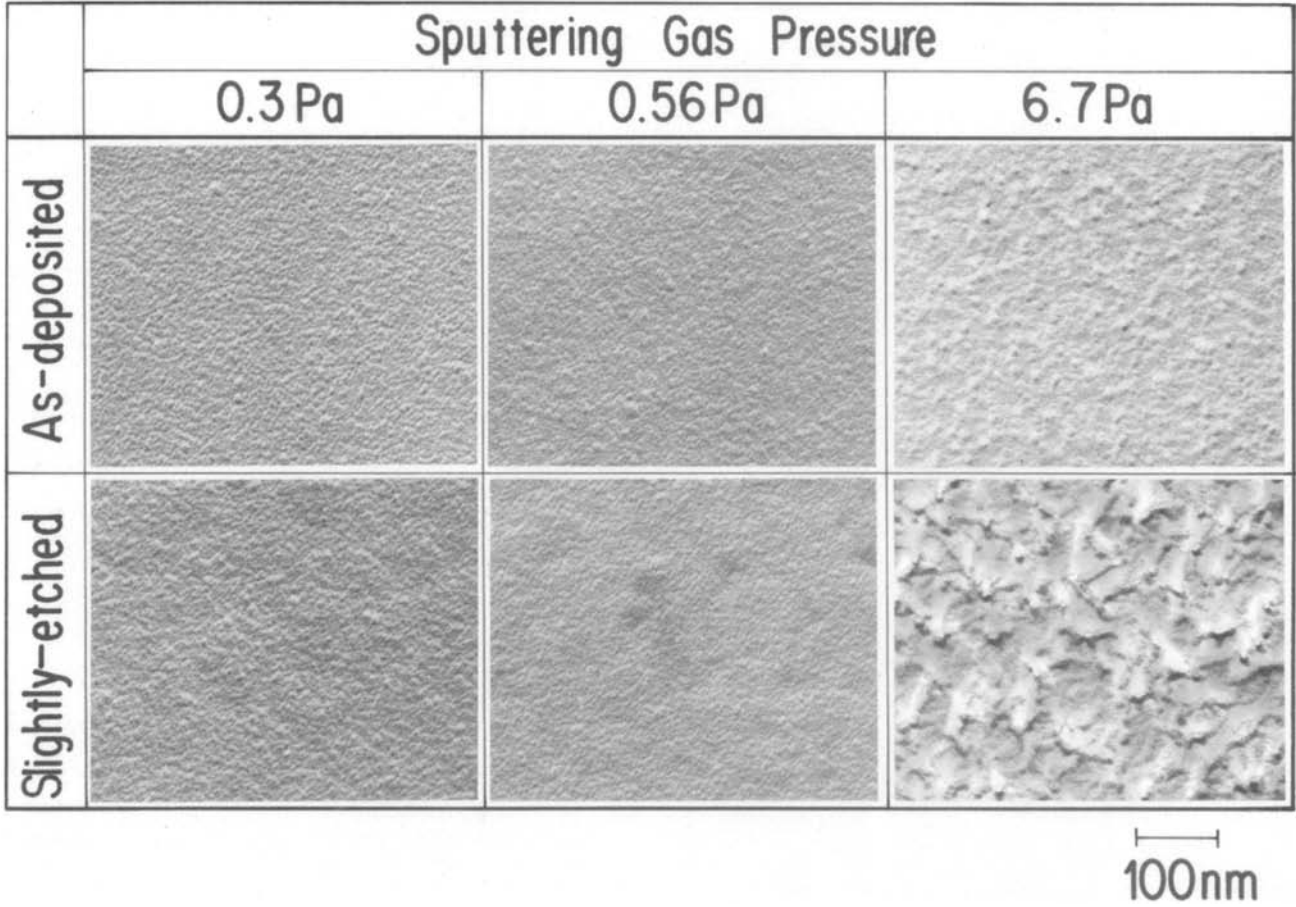 Sputtering Gas Pressure
0.3 Pa
0.56 Pa
6.7 Pa
As-deposited
Slightly-etched
100nm